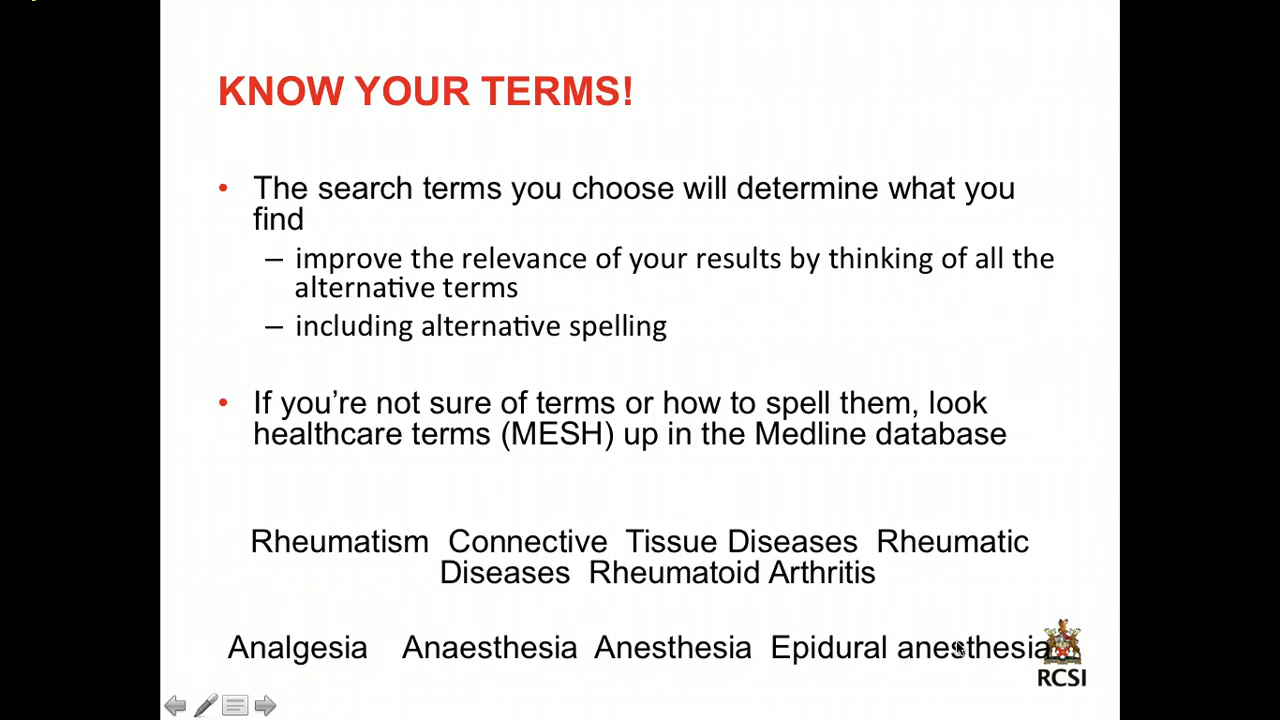 KNOW YOUR TERMS!
• The search terms you choose will determine what you
find
– improve the relevance of your results by thinking of all the
alternative terms
– including alternative spelling
• If you’re not sure of terms or how to spell them, look
healthcare terms (MESH) up in the Medline database
Rheumatism Connective Tissue Diseases Rheumatic
Diseases Rheumatoid Arthritis
Analgesia Anaesthesia Anesthesia Epidural anesthesia
RCSI